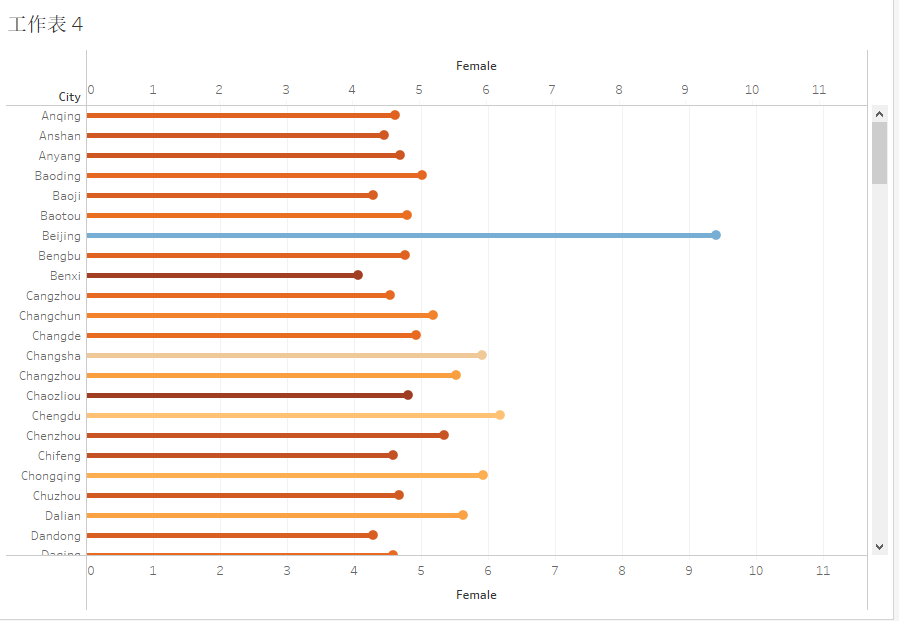 工作表 4
Female
0 1 2 3 4 5 6 7 8 9 10 11
City
Anqing
Anshan
Anyang
Baoding
Baoji
Baotou
Beijing
Bengbu
Benxi
Cangzhou
Changchun
Changde
Changsha
Changzhou
Chaozliou
Chengdu
Chenzhou
Chifeng
Chongqing
Chuzhou
Dalian
Dandong
Daqing
0 1 2 3 4 5 6 7 8 9 10 11
Female